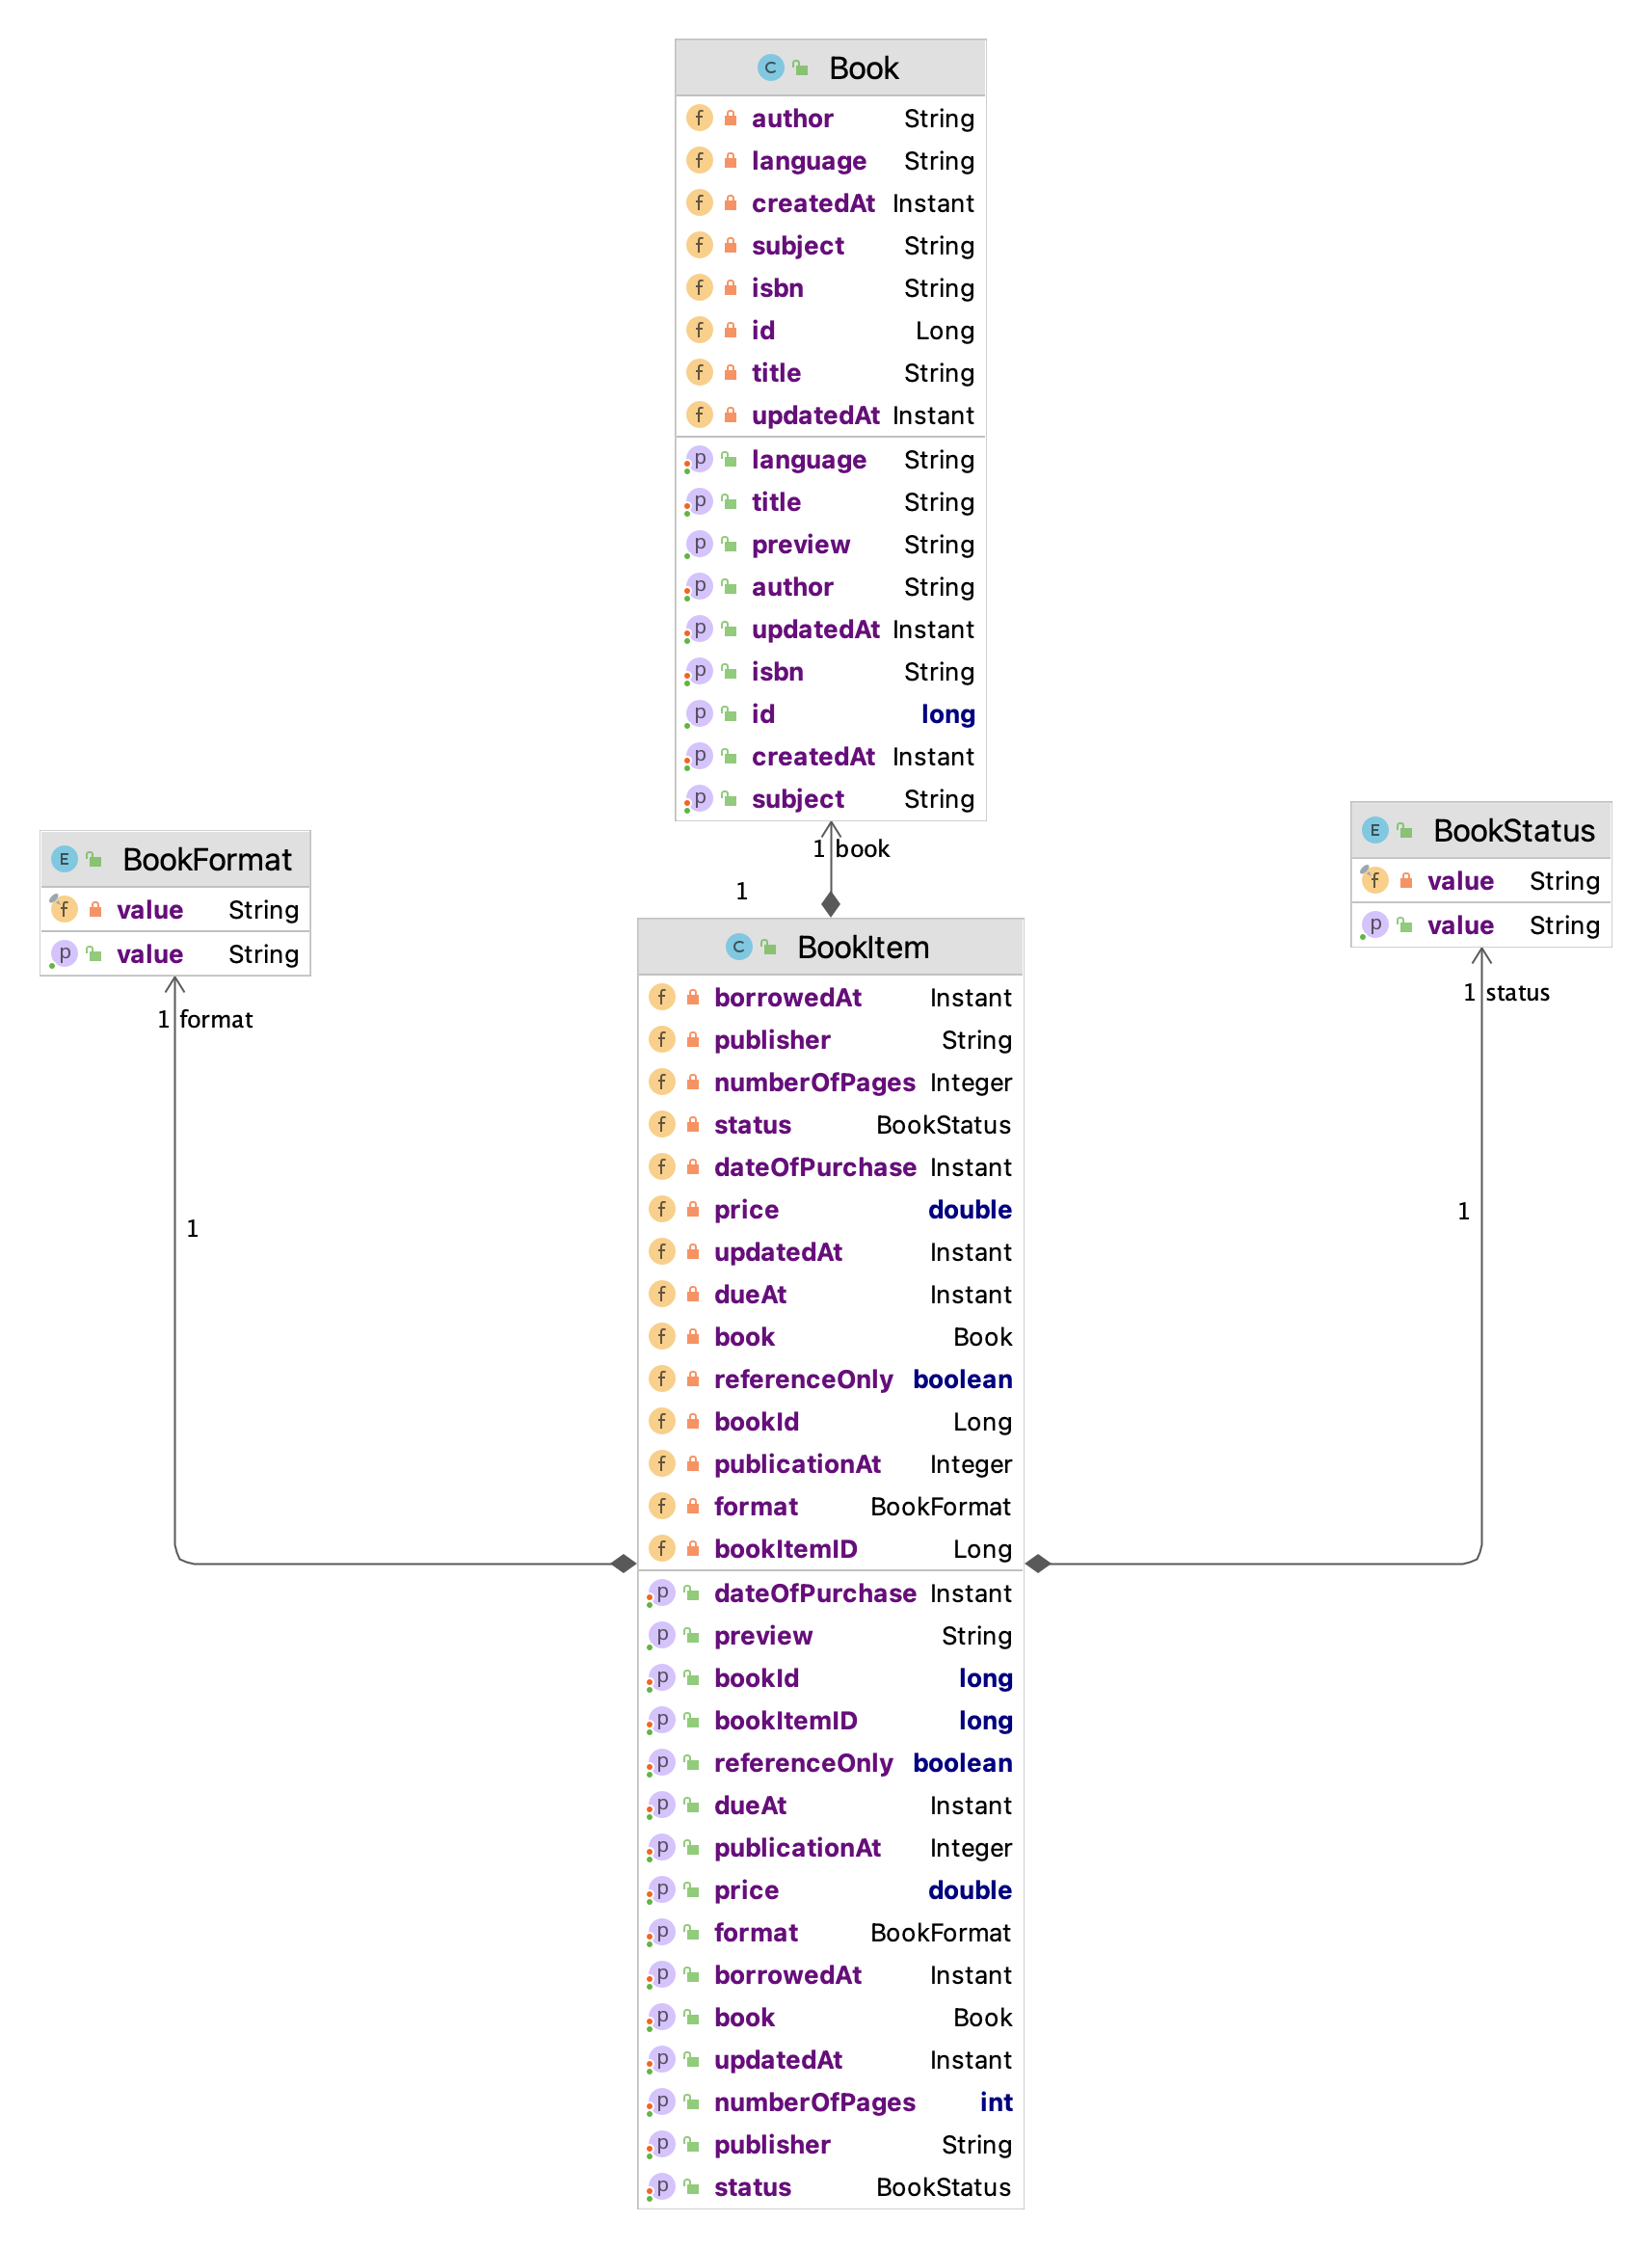 C Book
f author String
f language String
f createdAt Instant
f subject String
f isbn String
f id Long
f title String
f updatedAt Instant
p language String
p title String
p preview String
p author String
p updatedAt Instant
p isbn String
p id long
p createdAt Instant
p subject String
1 book
1
E BookFormat
f value String
p value String
1 format
1
E BookStatus
f value String
p value String
1 status
1
C BookItem
f borrowedAt Instant
f publisher String
f numberOfPages Integer
f status BookStatus
f dateOfPurchase Instant
f price double
f updatedAt Instant
f dueAt Instant
f book Book
f referenceOnly boolean
f bookId Long
f publicationAt Integer
f format BookFormat
f bookItemID Long
p dateOfPurchase Instant
p preview String
p bookId long
p bookItemID long
p referenceOnly boolean
p dueAt Instant
p publicationAt Integer
p price double
p format BookFormat
p borrowedAt Instant
p book Book
p updatedAt Instant
p numberOfPages int
p publisher String
p status BookStatus